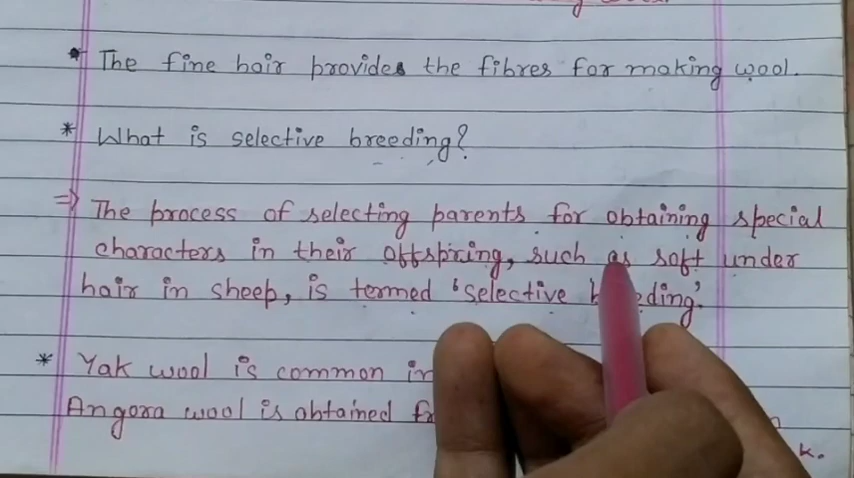 * The fine hair provides the fibres for making wool.
* What is selective breeding?
⇒ The process of selecting parents for obtaining special
characters in their offspring, such as soft under
hair in sheep, is termed 'selective breeding'.
* Yak wool is common in
Angora wool is obtained
k.